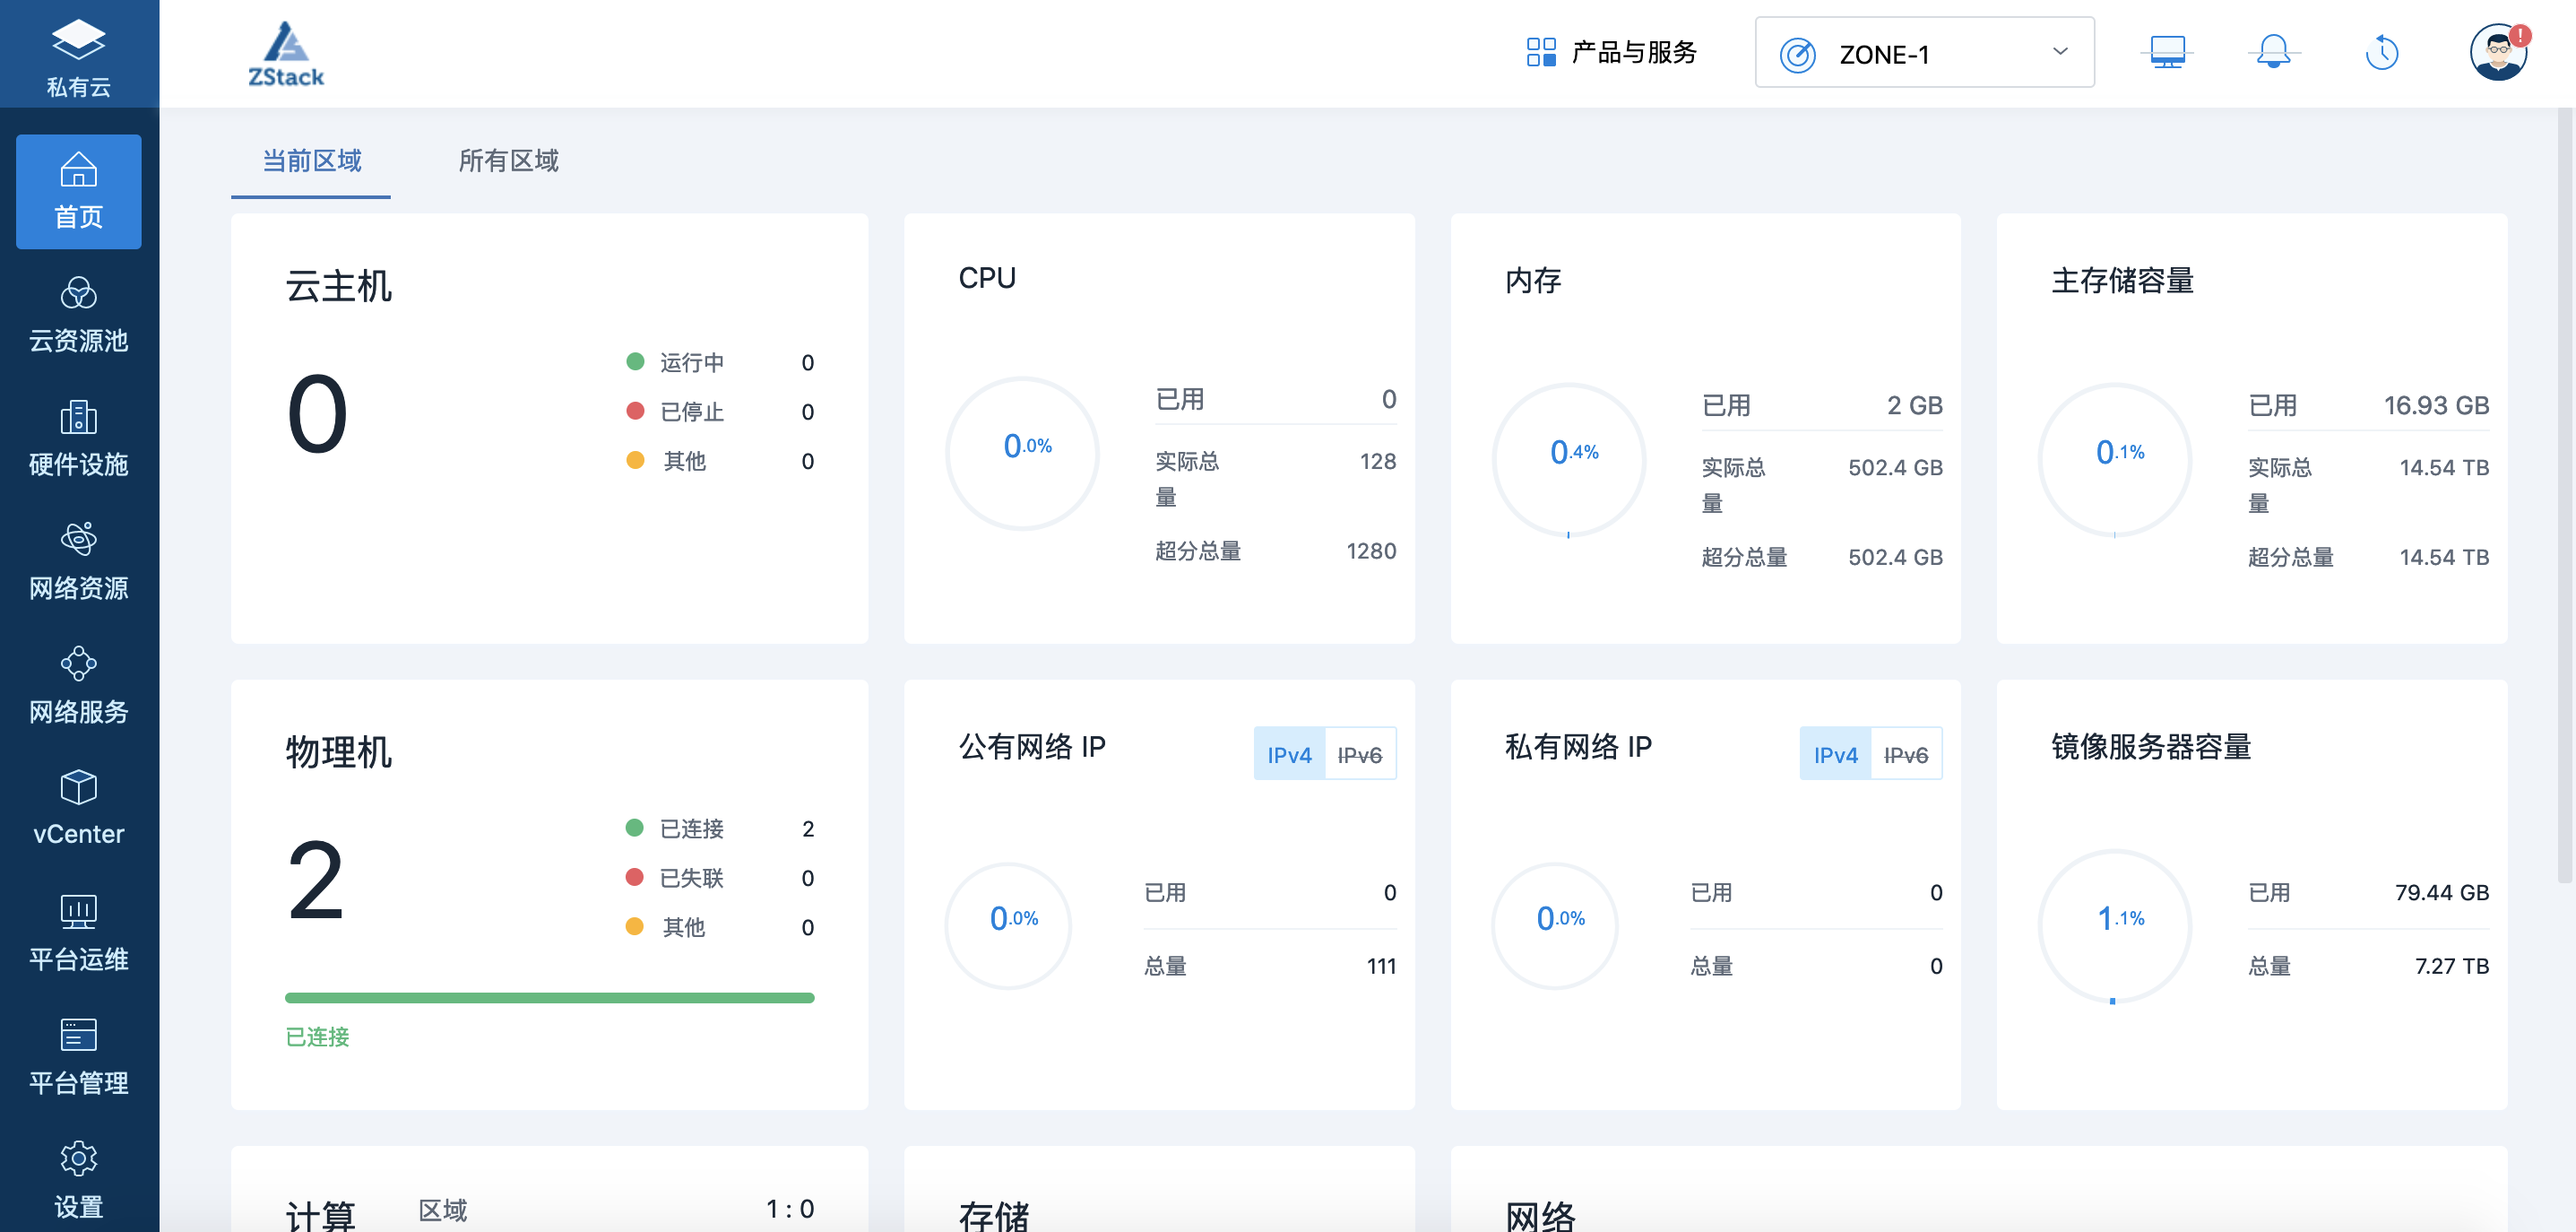 私有云
首页
云资源池
硬件设施
网络资源
网络服务
vCenter
平台运维
平台管理
设置
ZStack
产品与服务
ZONE-1
!
当前区域
所有区域
云主机
0
运行中 0
已停止 0
其他 0
CPU
0.0%
已用 0
实际总量 128
超分总量 1280
内存
0.4%
已用 2 GB
实际总量 502.4 GB
超分总量 502.4 GB
主存储容量
0.1%
已用 16.93 GB
实际总量 14.54 TB
超分总量 14.54 TB
物理机
2
已连接 2
已失联 0
其他 0
已连接
公有网络 IP
IPv4 IPv6
0.0%
已用 0
总量 111
私有网络 IP
IPv4 IPv6
0.0%
已用 0
总量 0
镜像服务器容量
1.1%
已用 79.44 GB
总量 7.27 TB
计算
区域 1 : 0
存储
网络